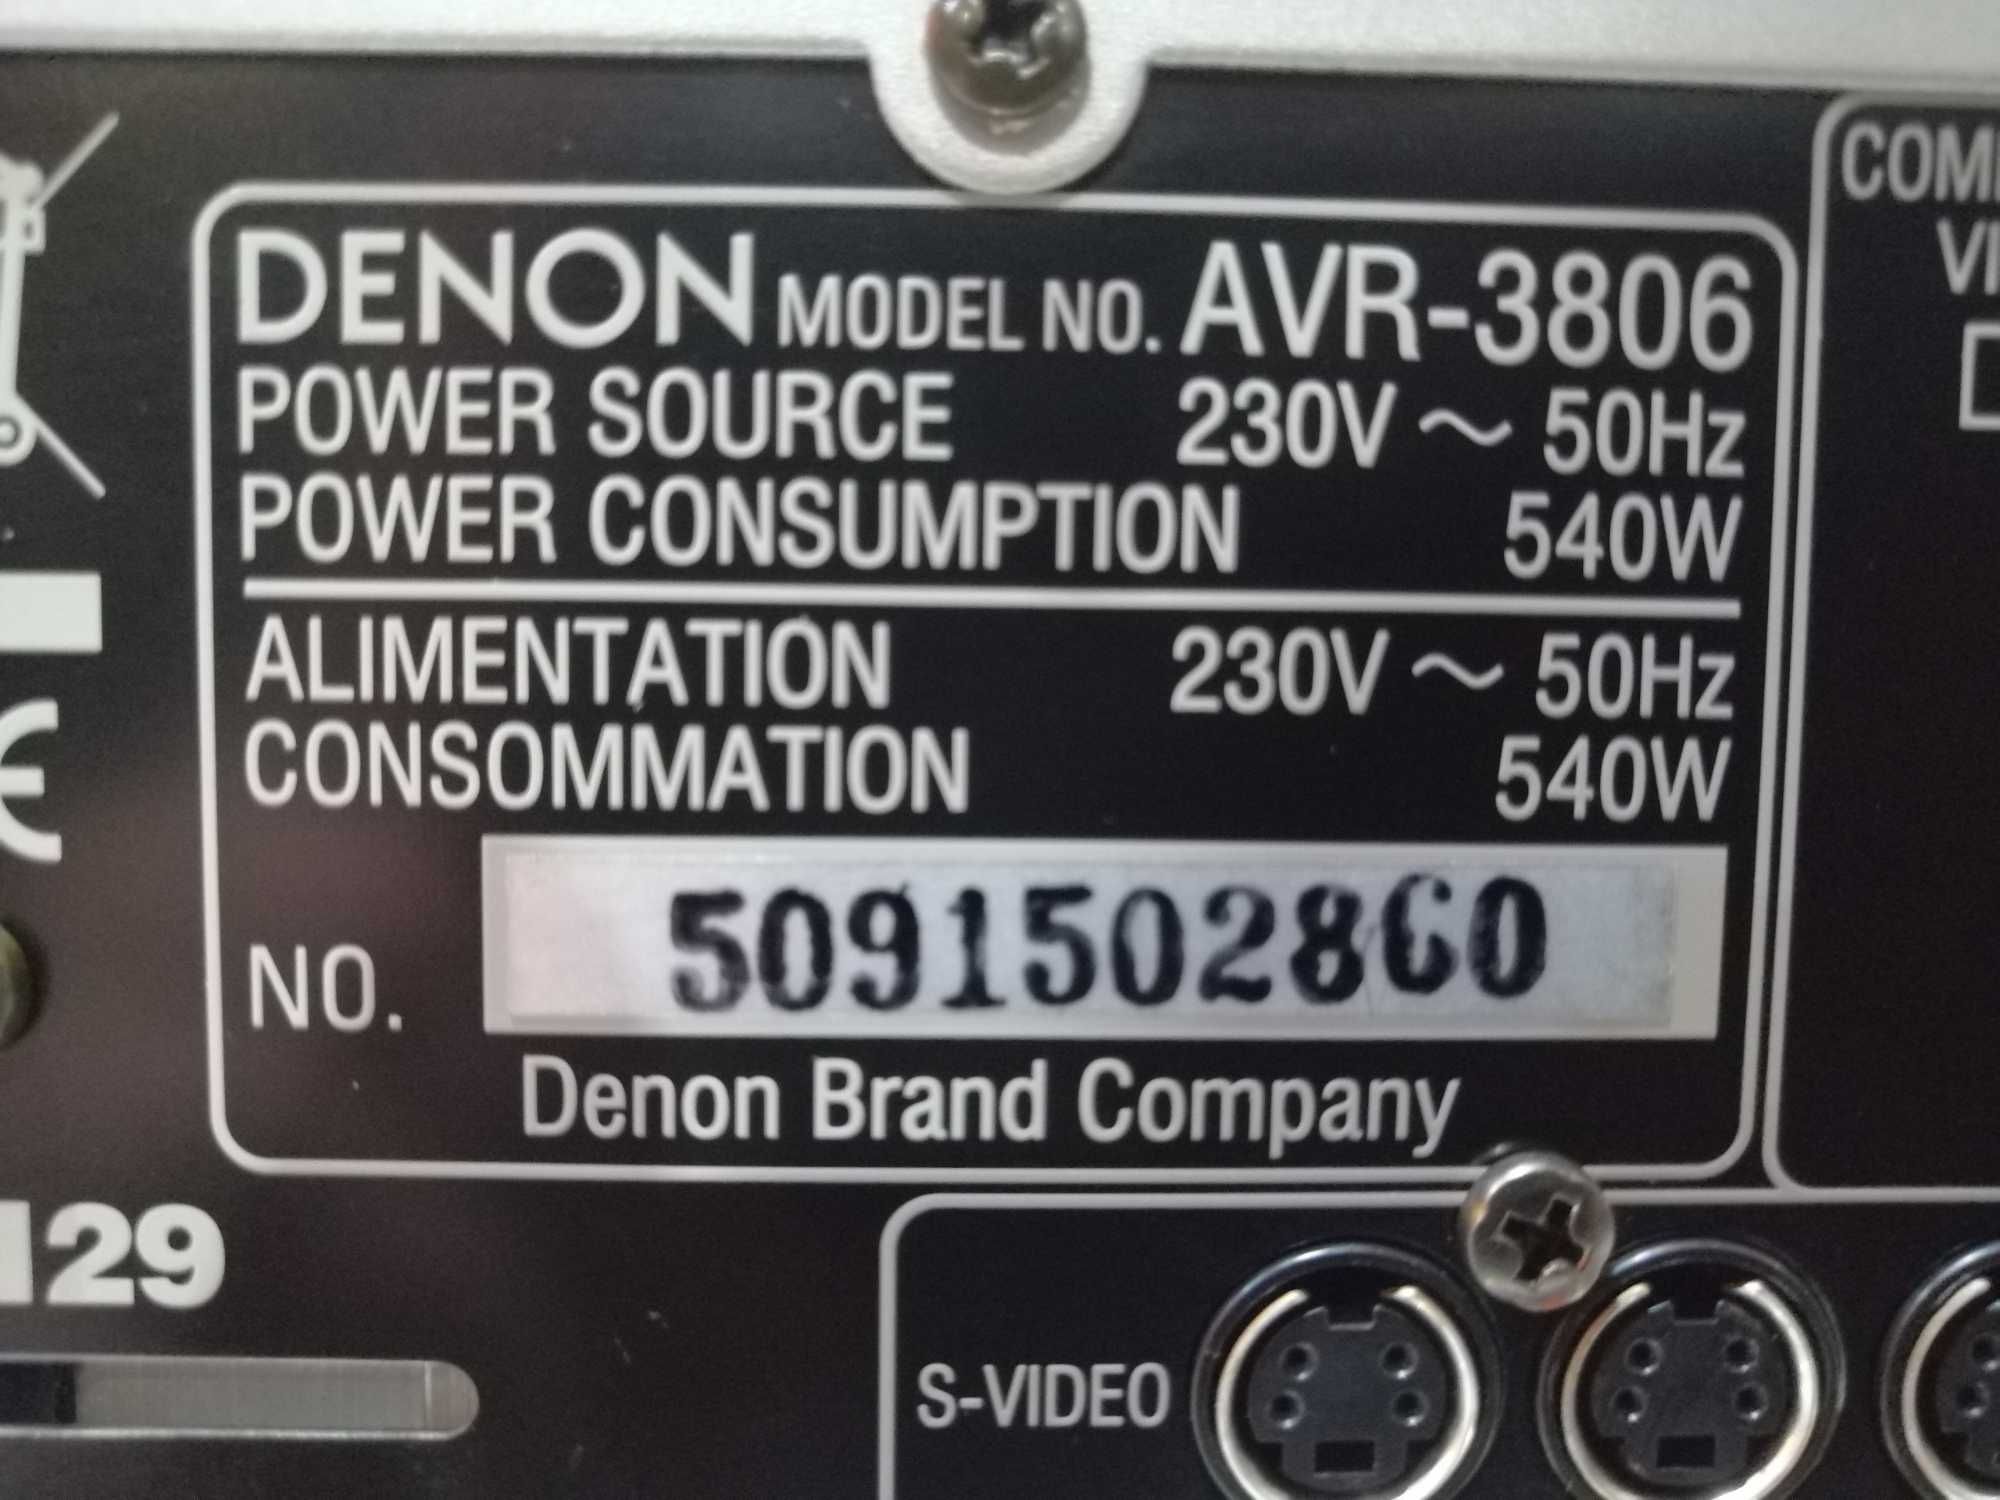 DENON MODEL NO. AVR-3806
POWER SOURCE 230V ~ 50Hz
POWER CONSUMPTION 540W
ALIMENTATION 230V ~ 50Hz
CONSOMMATION 540W
NO. 5091502860
Denon Brand Company
S-VIDEO
129